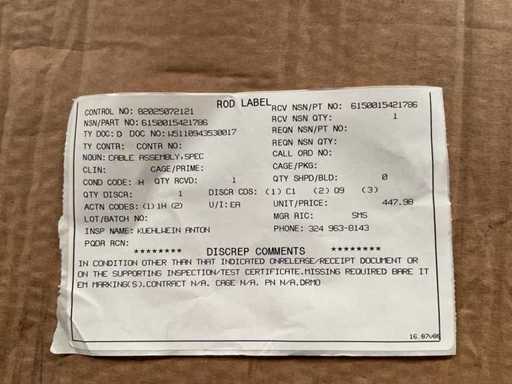 ROD LABEL
CONTROL NO: 82025072121 RCV NSN/PT NO: 6150015421786
NSN/PART NO: 6150015421786 RCV NSN QTY: 1
TY DOC: D DOC NO: W5110943530017 REQN NSN/PT NO:
TY CONTR: CONTR NO: REQN NSN QTY:
NOUN: CABLE ASSEMBLY,SPEC CALL ORD NO:
CLIN: CAGE/PRIME: CAGE/PKG:
COND CODE: H QTY RCVD: 1 QTY SHPD/BLD: 0
QTY DISCR: 1 DISCR CDS: (1) C1 (2) Q9 (3)
ACTN CODES: (1)1H (2) U/I: EA UNIT/PRICE: 447.98
LOT/BATCH NO: MGR RIC: SMS
INSP NAME: KUEHLWEIN ANTON PHONE: 324 963-8143
PQDR RCN:
******** DISCREP COMMENTS ********
IN CONDITION OTHER THAN THAT INDICATED ONRELEASE/RECEIPT DOCUMENT OR
ON THE SUPPORTING INSPECTION/TEST CERTIFICATE.MISSING REQUIRED BARE IT
EM MARKING(S).CONTRACT N/A. CAGE N/A. PN N/A.DRMO